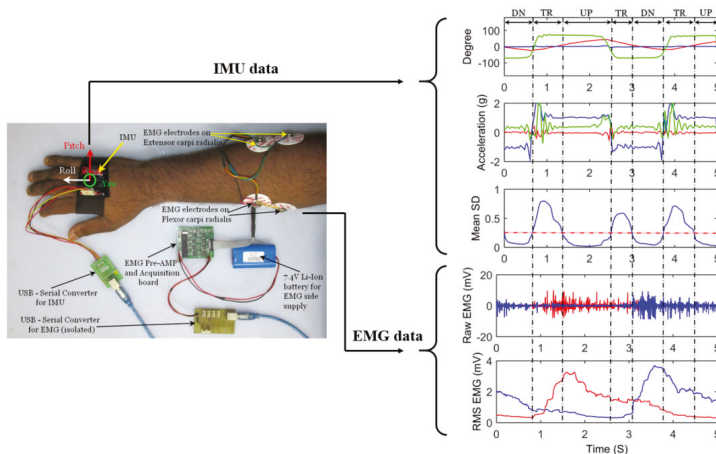 DN TR UP TR DN TR UP
IMU data
Degree
100
0
-100
0 1 2 3 4 5
Acceleration (g)
2
0
-2
0 1 2 3 4 5
Mean SD
1
0.5
0
0 1 2 3 4 5
Raw EMG (mV)
20
0
-20
0 1 2 3 4 5
RMS EMG (mV)
4
2
0
0 1 2 3 4 5
Time (S)
EMG data
Pitch
IMU
Roll
Yaw
EMG electrodes on
Extensor carpi radialis
EMG electrodes on
Flexor carpi radialis
EMG Pre-AMP
and Acquisition
board
7.4V Li-Ion
battery for
EMG side
supply
USB - Serial Converter
for IMU
USB - Serial Converter
for EMG (isolated)